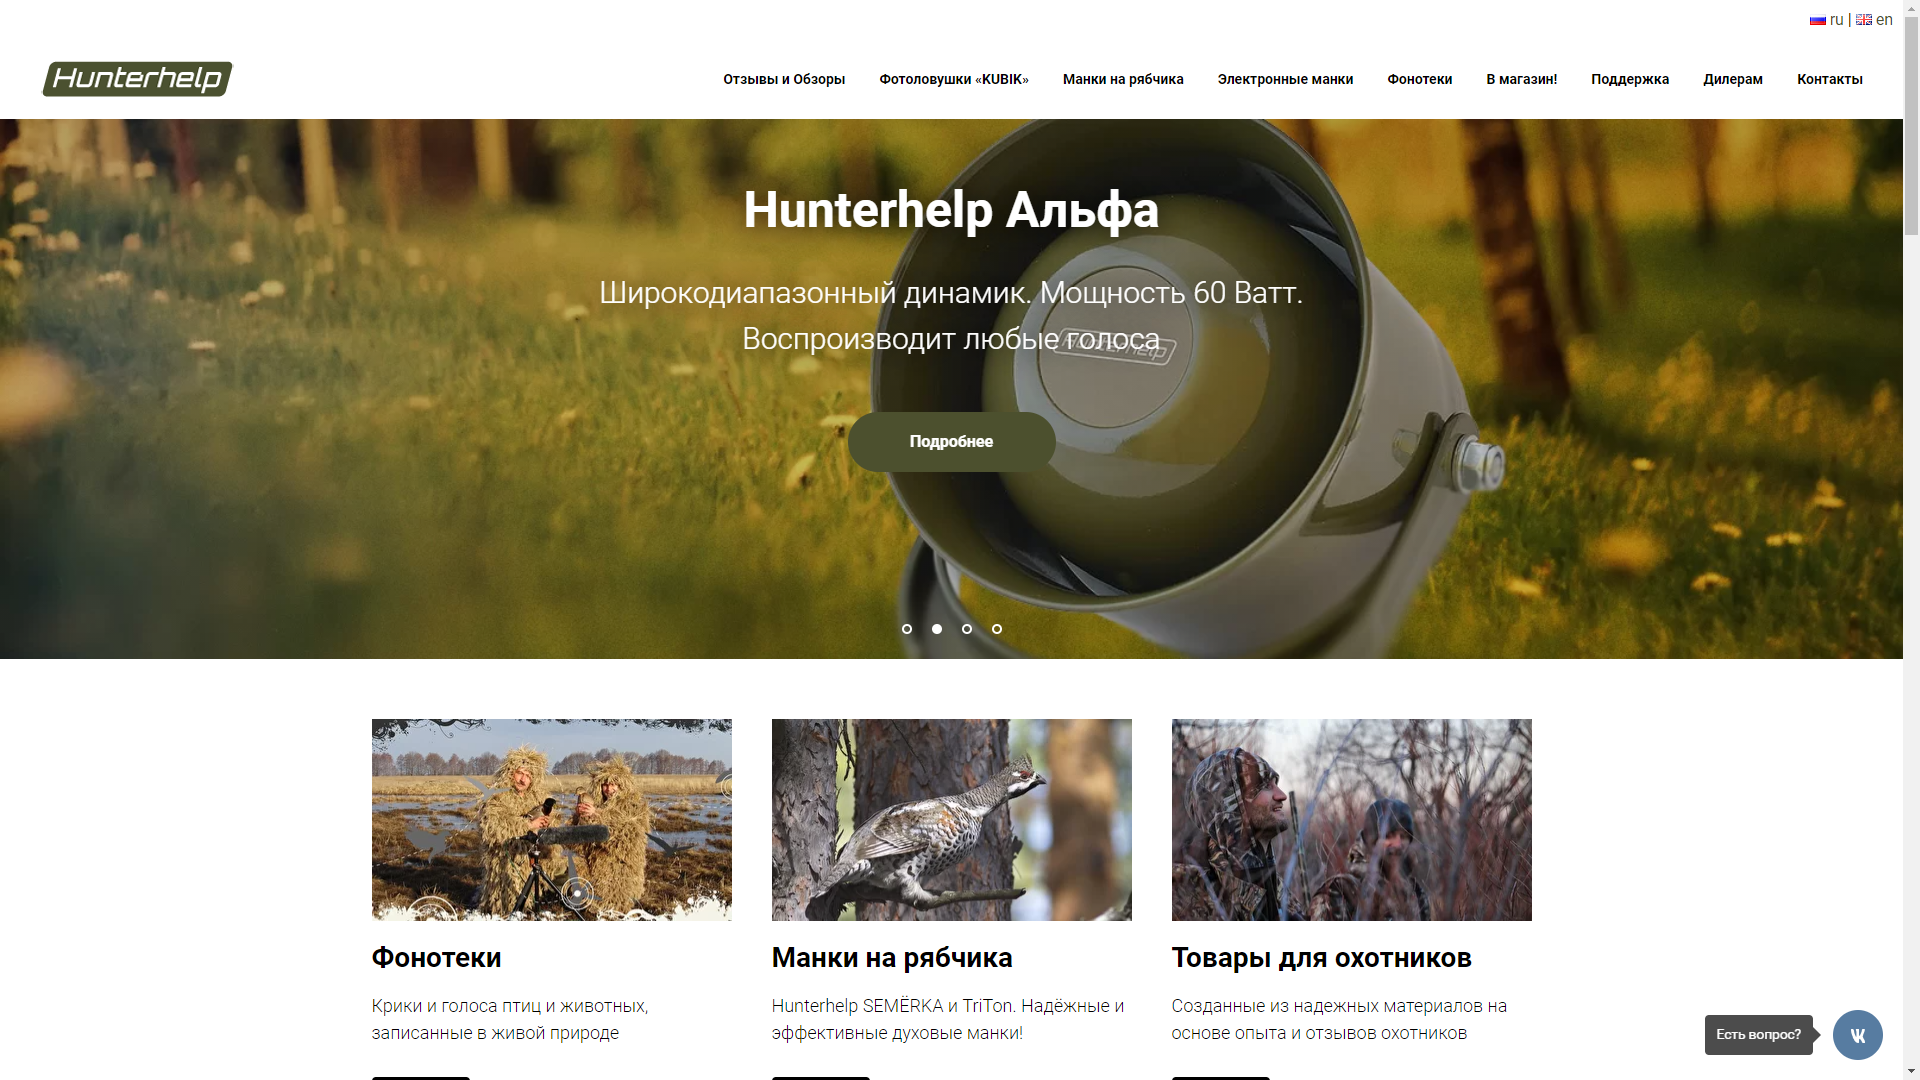 ru | en
Hunterhelp
Отзывы и Обзоры
Фотоловушки «KUBIK»
Манки на рябчика
Электронные манки
Фонотеки
В магазин!
Поддержка
Дилерам
Контакты
Hunterhelp Альфа
Широкодиапазонный динамик. Мощность 60 Ватт.
Воспроизводит любые голоса
Hunterhelp
Подробнее
Фонотеки
Крики и голоса птиц и животных,
записанные в живой природе
Манки на рябчика
Hunterhelp SEMЁRKA и TriTon. Надёжные и
эффективные духовые манки!
Товары для охотников
Созданные из надежных материалов на
основе опыта и отзывов охотников
Есть вопрос?